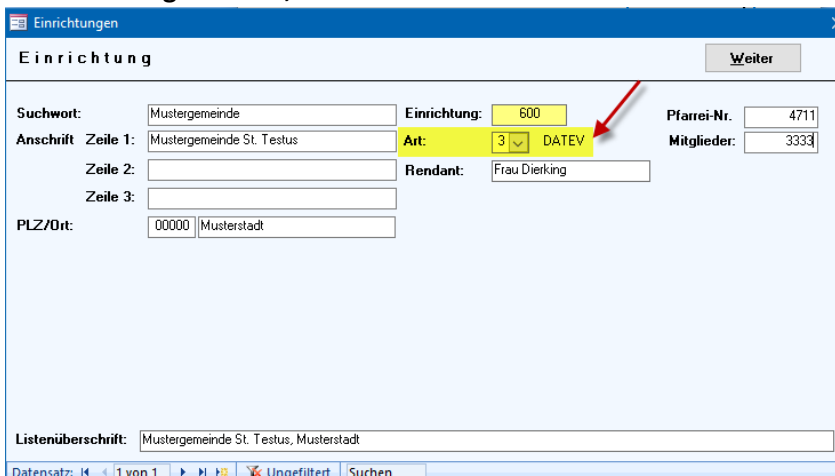 Einrichtungen
Einrichtung
Weiter
Suchwort: Mustergemeinde Einrichtung: 600 Pfarrei-Nr. 4711
Anschrift Zeile 1: Mustergemeinde St. Testus Art: 3 DATEV Mitglieder: 3333
Zeile 2: Rendant: Frau Dierking
Zeile 3:
PLZ/Ort: 00000 Musterstadt
Listenüberschrift: Mustergemeinde St. Testus, Musterstadt
Datensatz: 1 von 1 Ungefiltert Suchen